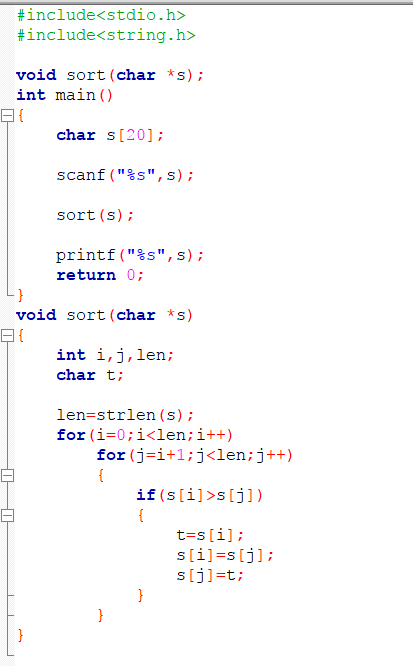 #include<stdio.h>
#include<string.h>
void sort(char *s);
int main()
{
char s[20];
scanf("%s",s);
sort(s);
printf("%s",s);
return 0;
}
void sort(char *s)
{
int i,j,len;
char t;
len=strlen(s);
for(i=0;i<len;i++)
for(j=i+1;j<len;j++)
{
if(s[i]>s[j])
{
t=s[i];
s[i]=s[j];
s[j]=t;
}
}
}